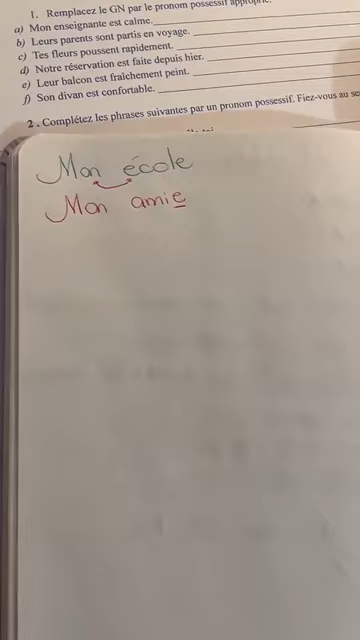 1. Remplacez le GN par le pronom possessif approprié.
a) Mon enseignante est calme.
b) Leurs parents sont partis en voyage.
c) Tes fleurs poussent rapidement.
d) Notre réservation est faite depuis hier.
e) Leur balcon est fraîchement peint.
f) Son divan est confortable.
2. Complétez les phrases suivantes par un pronom possessif. Fiez-vous au
Mon école
Mon amie